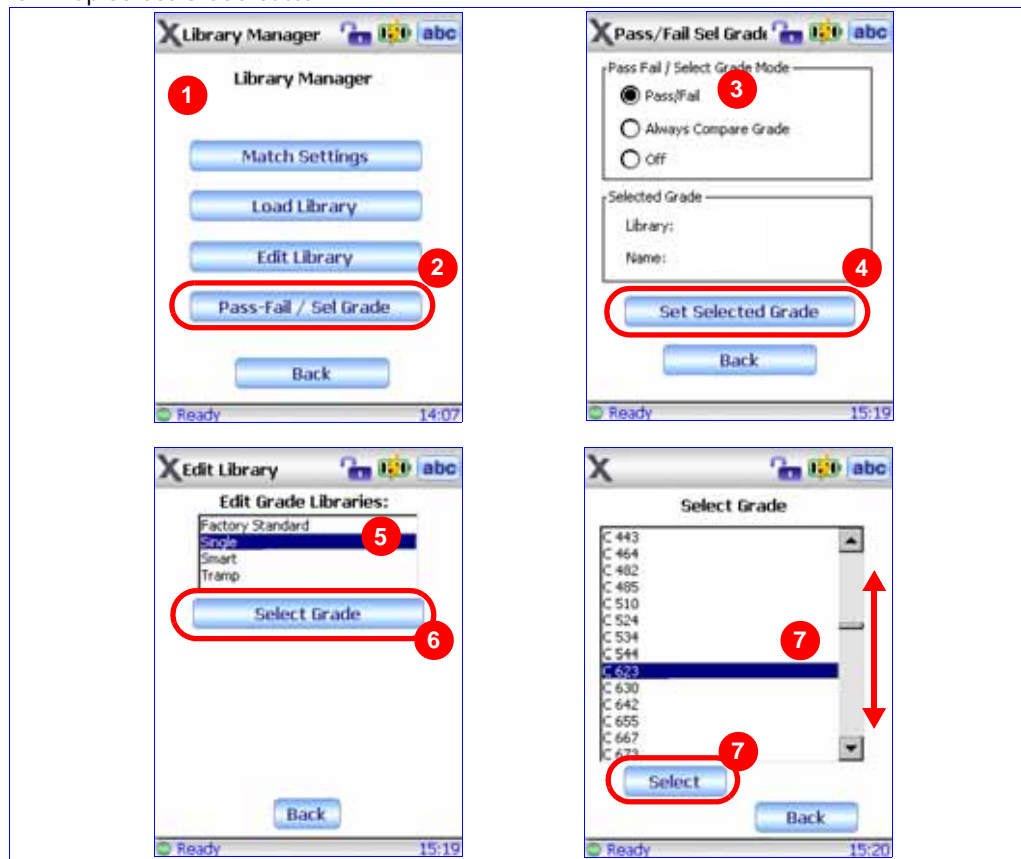 Library Manager abc
Library Manager
1
Match Settings
Load Library
Edit Library
2
Pass-Fail / Sel Grade
Back
Ready 14:07
Pass/Fail Sel Grade abc
Pass Fail / Select Grade Mode
3
Pass/Fail
Always Compare Grade
Off
Selected Grade
Library:
Name:
4
Set Selected Grade
Back
Ready 15:19
Edit Library abc
Edit Grade Libraries:
Factory Standard
Single
5
Smart
Tramp
Select Grade
6
Back
Ready 15:19
abc
Select Grade
C 443
C 464
C 482
C 485
C 510
C 524
C 534
7
C 544
C 623
C 630
C 642
C 655
C 667
C 673
7
Select
Back
Ready 15:20